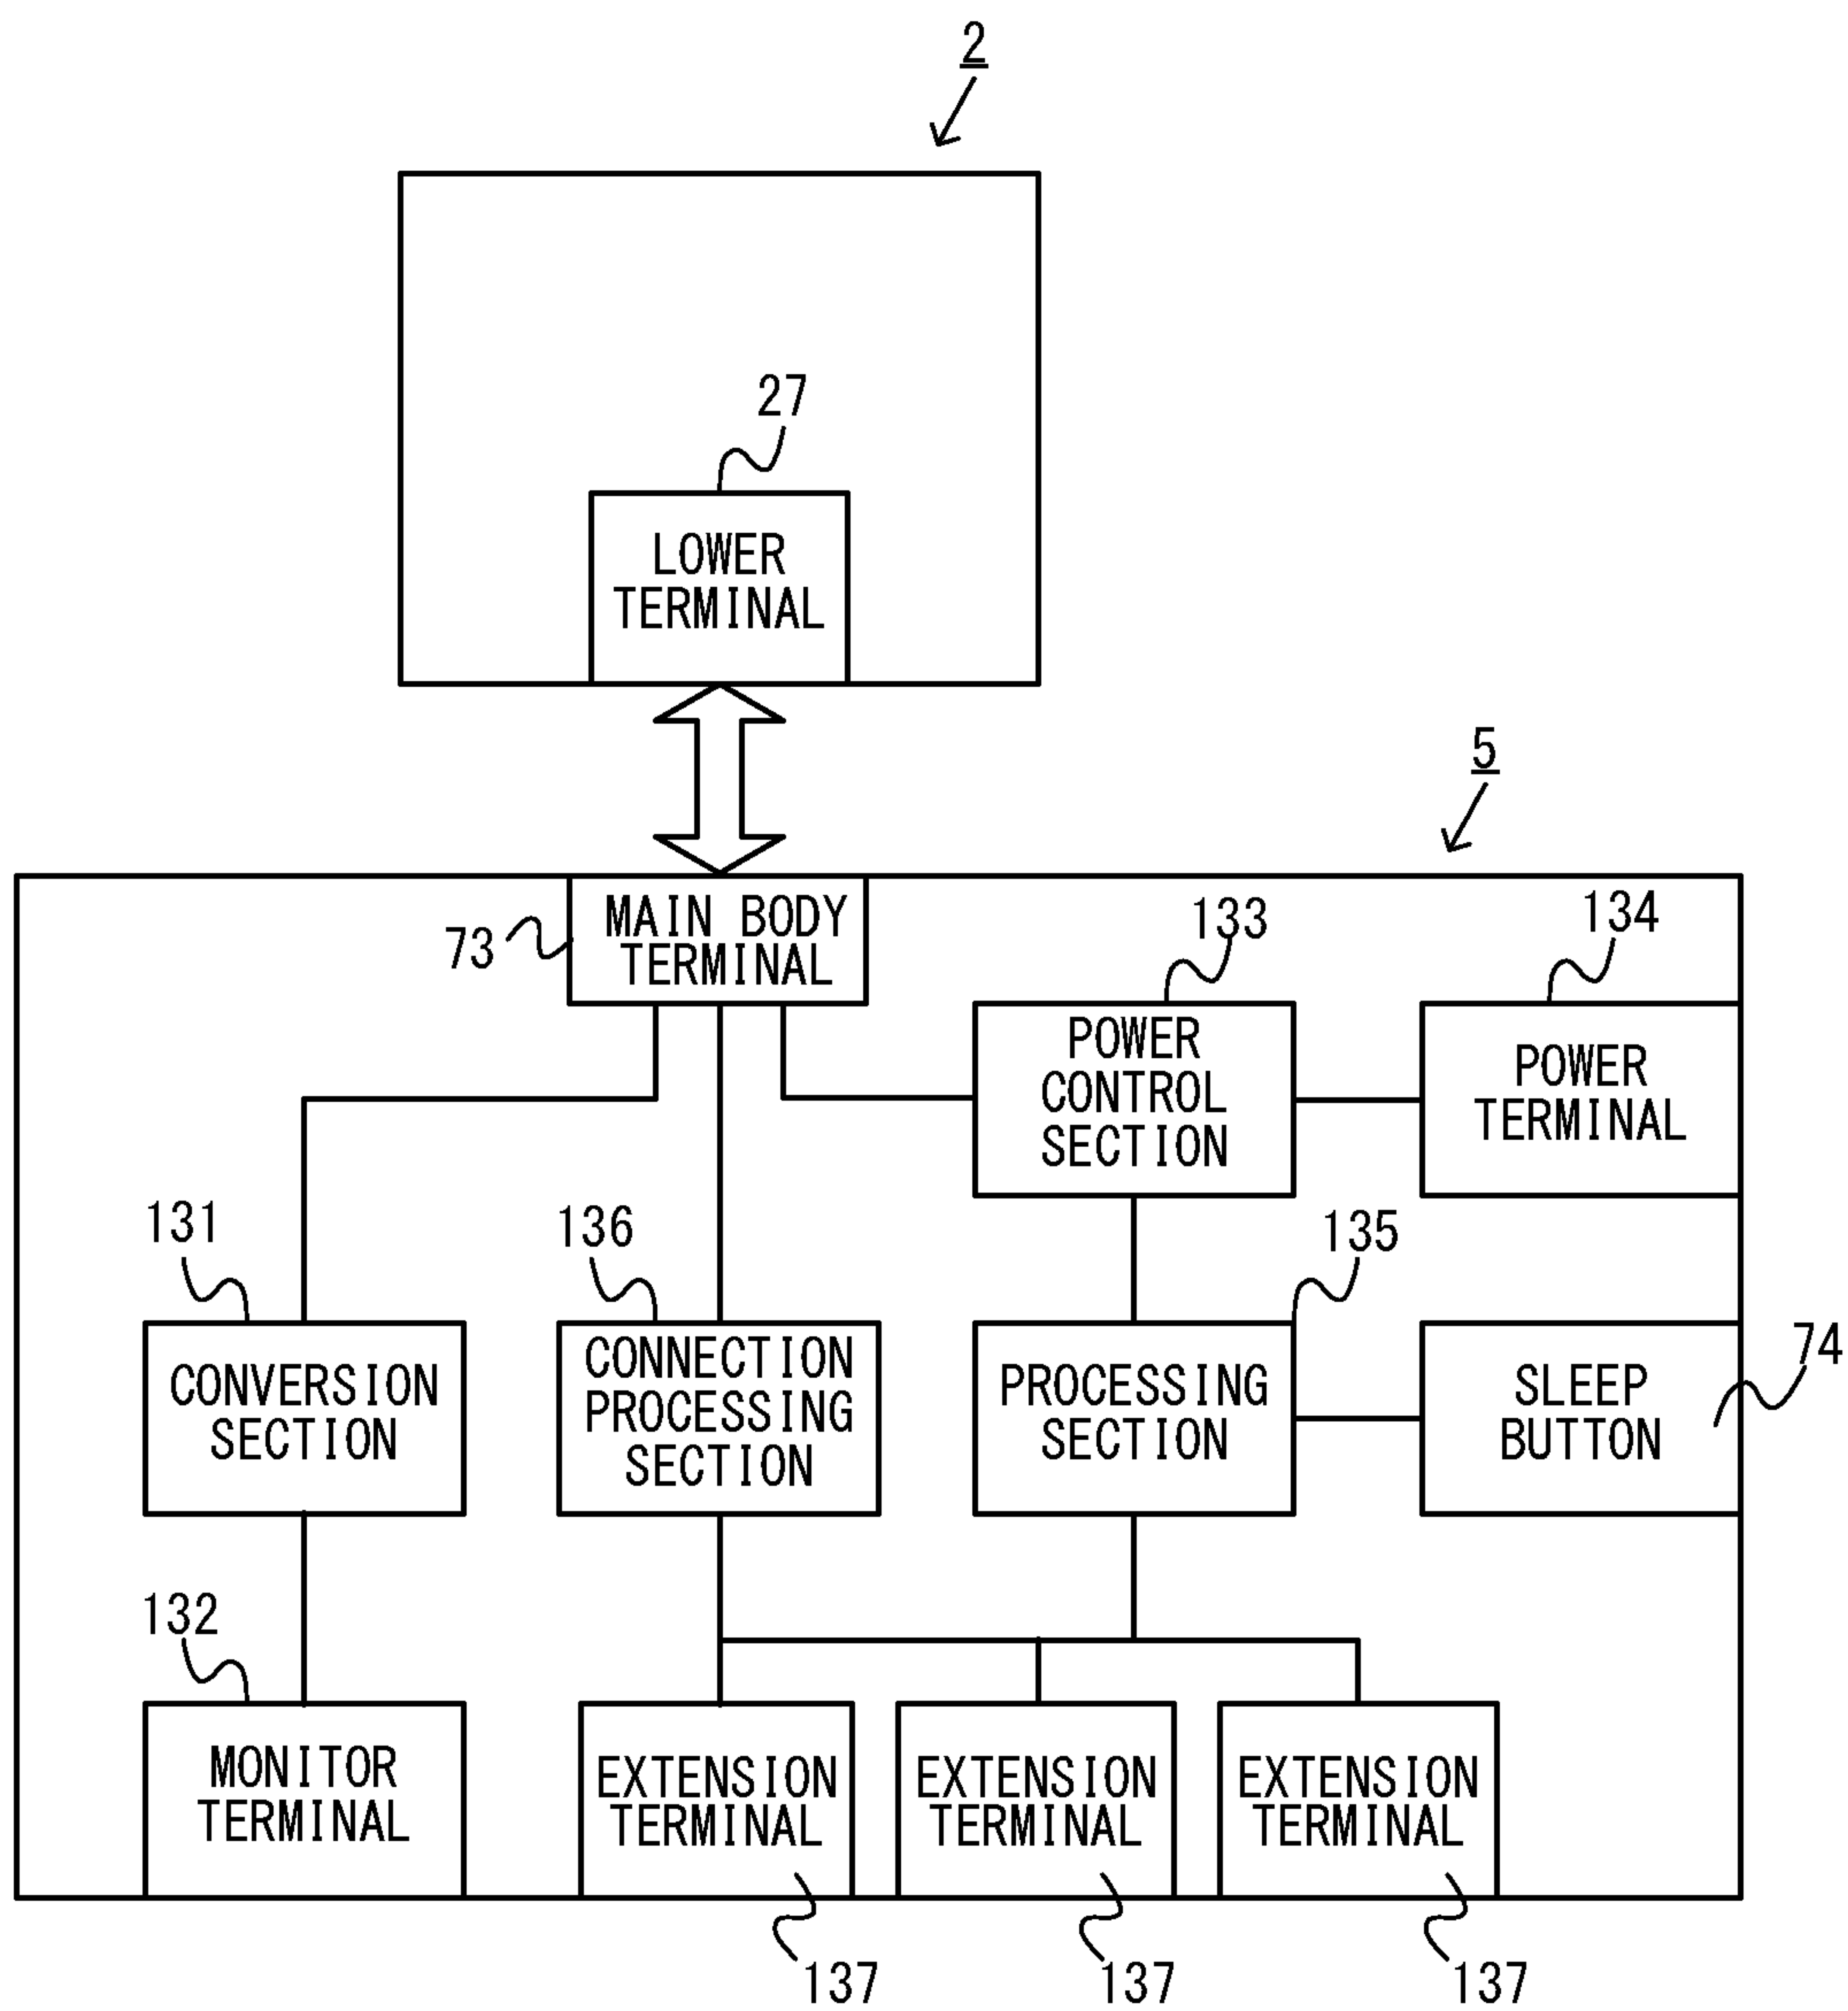 2
27
LOWER
TERMINAL
5
73
MAIN BODY
TERMINAL
133
134
POWER
CONTROL
SECTION
POWER
TERMINAL
131
136
135
74
CONVERSION
SECTION
CONNECTION
PROCESSING
SECTION
PROCESSING
SECTION
SLEEP
BUTTON
132
MONITOR
TERMINAL
EXTENSION
TERMINAL
EXTENSION
TERMINAL
EXTENSION
TERMINAL
137
137
137